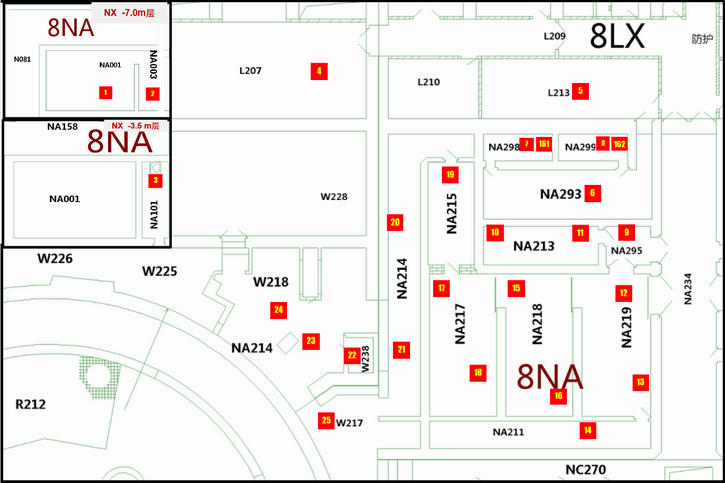 NX -7.0m层
8NA
N081
NA001
NA003
1
2
NX -3.5 m层
NA158
8NA
3
NA001
NA101
L209
8LX
防护
L207
4
L210
L213
5
NA298
7
161
NA299
8
162
19
NA293
6
W228
NA215
20
10
NA213
11
9
NA295
W226
W225
W218
NA214
17
15
12
NA234
24
NA217
NA218
NA219
23
NA214
22
W238
21
18
8NA
13
16
R212
25
W217
NA211
14
NC270